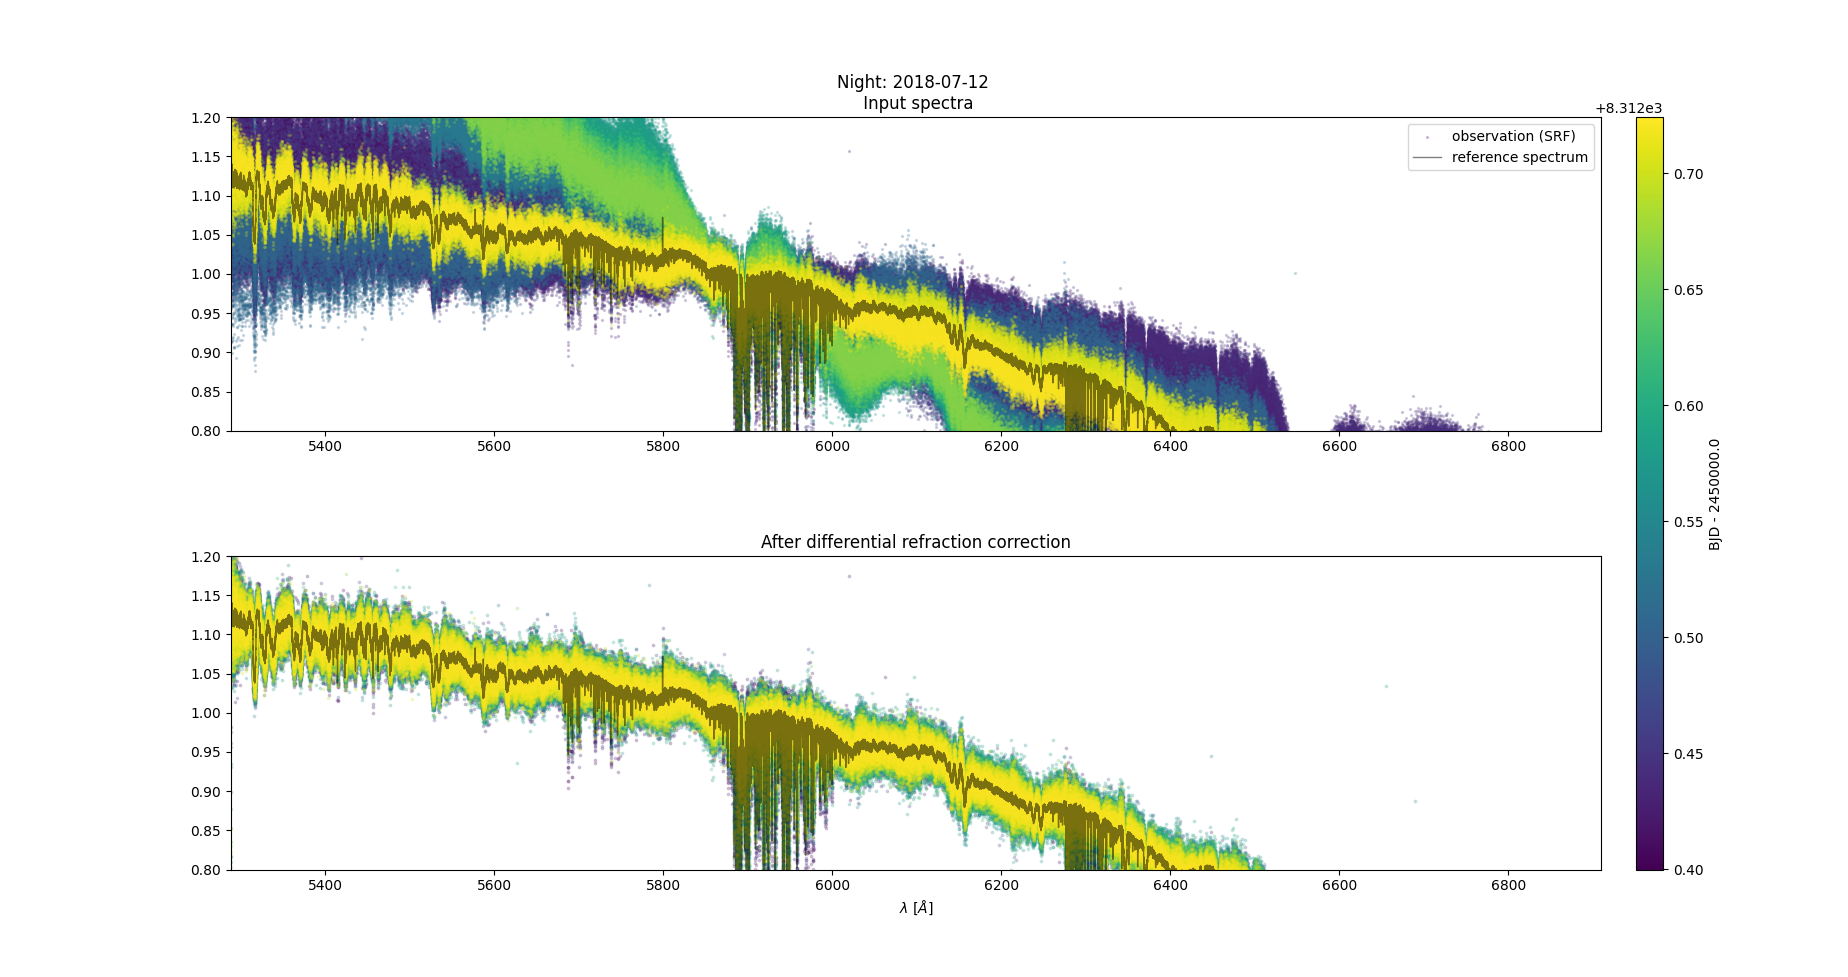 Night: 2018-07-12
Input spectra
+8.312e3
1.20
1.15
1.10
1.05
1.00
0.95
0.90
0.85
0.80
observation (SRF)
reference spectrum
5400 5600 5800 6000 6200 6400 6600 6800
After differential refraction correction
1.20
1.15
1.10
1.05
1.00
0.95
0.90
0.85
0.80
5400 5600 5800 6000 6200 6400 6600 6800
λ [Å]
0.70
0.65
0.60
0.55
0.50
0.45
0.40
BJD - 2450000.0